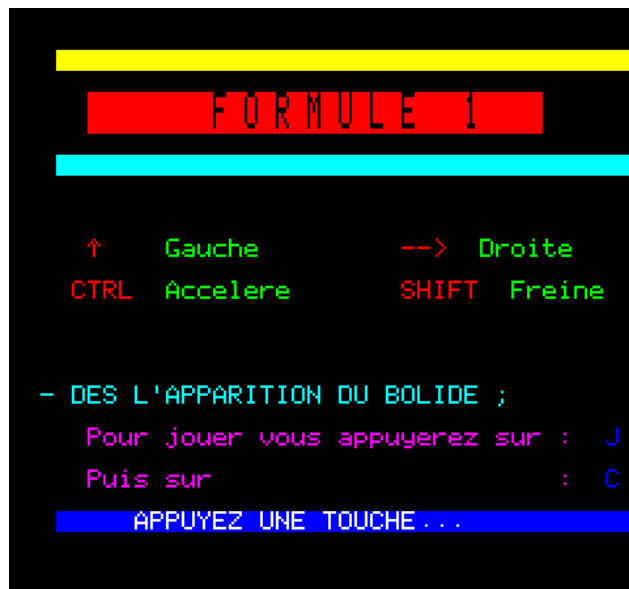 FORMULE 1
↑ Gauche --> Droite
CTRL Accelere SHIFT Freine
- DES L'APPARITION DU BOLIDE ;
Pour jouer vous appuyerez sur : J
Puis sur : C
APPUYEZ UNE TOUCHE...